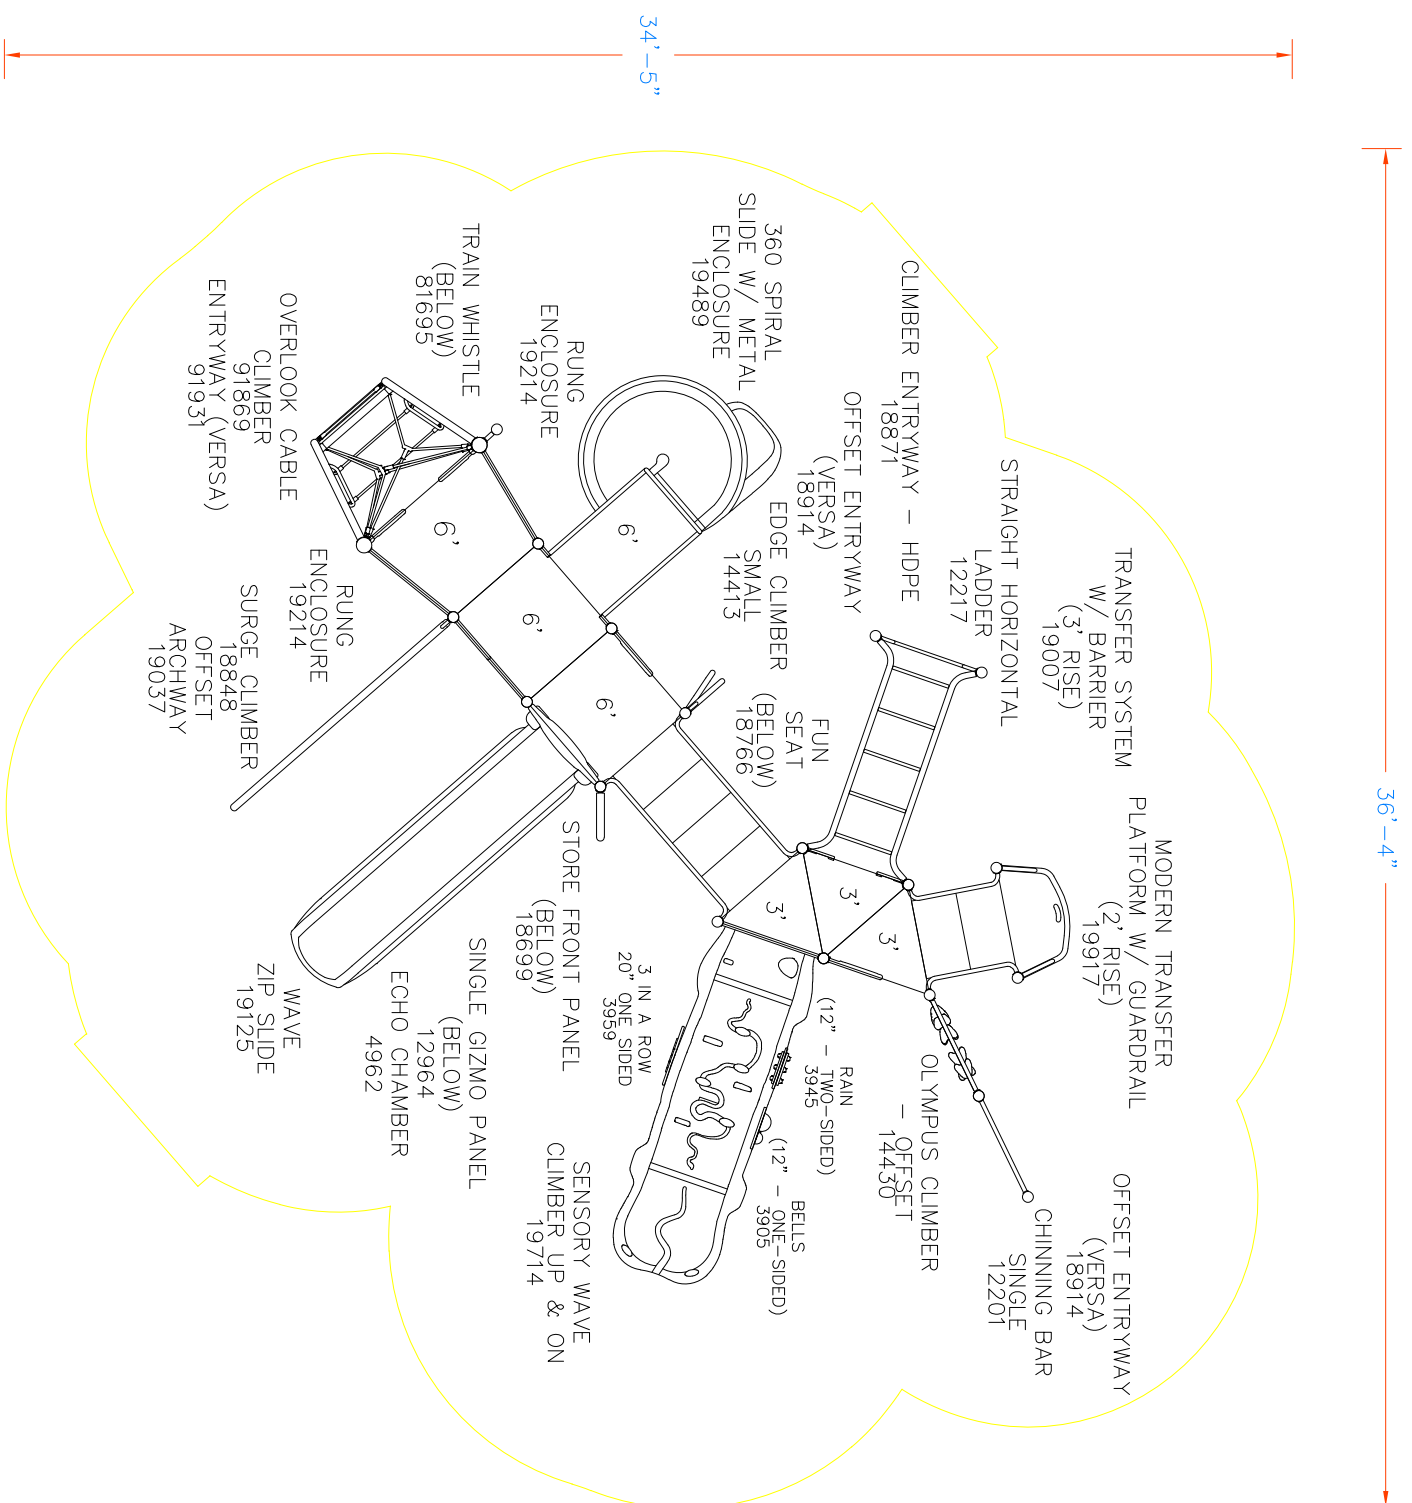 34'-5"
36'-4"
TRANSFER SYSTEM
W/ BARRIER
(3' RISE)
19007
MODERN TRANSFER
PLATFORM W/ GUARDRAIL
(2' RISE)
19917
OFFSET ENTRYWAY
(VERSA)
18914
CHINNING BAR
SINGLE
12201
STRAIGHT HORIZONTAL
LADDER
12217
CLIMBER ENTRYWAY - HDPE
18871
OFFSET ENTRYWAY
(VERSA)
18914
OLYMPUS CLIMBER
- OFFSET
14430
360 SPIRAL
SLIDE W/ METAL
ENCLOSURE
19489
EDGE CLIMBER
SMALL
14413
FUN
SEAT
(BELOW)
18766
RAIN
(12" - TWO-SIDED)
3945
BELLS
(12" - ONE-SIDED)
3905
3'
3'
3'
6'
6'
6'
6'
RUNG
ENCLOSURE
19214
TRAIN WHISTLE
(BELOW)
81695
3 IN A ROW
20" ONE SIDED
3959
STORE FRONT PANEL
(BELOW)
18699
SENSORY WAVE
CLIMBER UP & ON
19714
SINGLE GIZMO PANEL
(BELOW)
12964
ECHO CHAMBER
4962
OVERLOOK CABLE
CLIMBER
91869
ENTRYWAY (VERSA)
91931
RUNG
ENCLOSURE
19214
SURGE CLIMBER
18848
OFFSET
ARCHWAY
19037
WAVE
ZIP SLIDE
19125